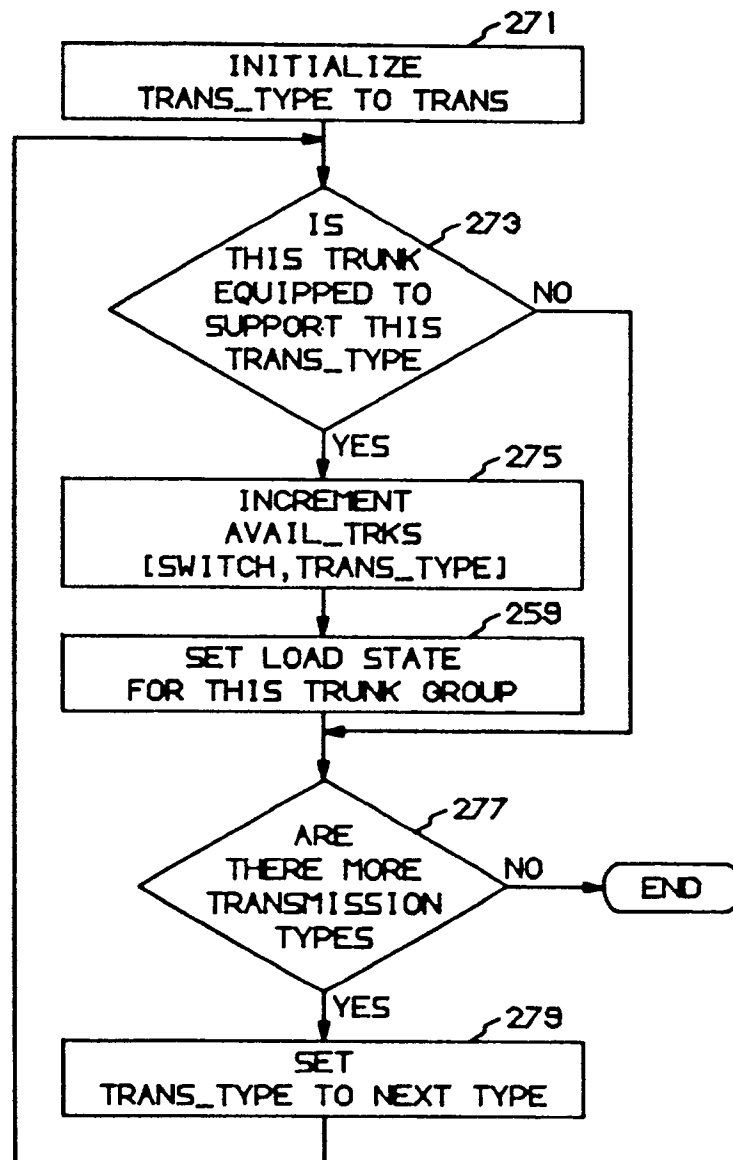 271
INITIALIZE
TRANS_TYPE TO TRANS
273
IS
THIS TRUNK
EQUIPPED TO
SUPPORT THIS
TRANS_TYPE
NO
YES
275
INCREMENT
AVAIL_TRKS
[SWITCH,TRANS_TYPE]
259
SET LOAD STATE
FOR THIS TRUNK GROUP
277
ARE
THERE MORE
TRANSMISSION
TYPES
NO
END
YES
279
SET
TRANS_TYPE TO NEXT TYPE